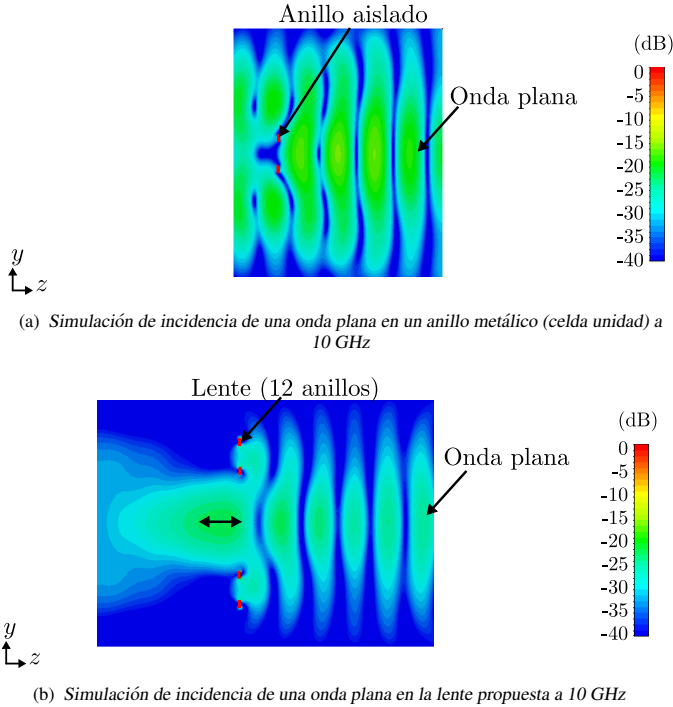 Anillo aislado
(dB)
0
-5
Onda plana
-10
-15
-20
-25
-30
-35
-40
y
z
(a) Simulación de incidencia de una onda plana en un anillo metálico (celda unidad) a
10 GHz
Lente (12 anillos)
(dB)
0
Onda plana
-5
-10
-15
-20
-25
-30
-35
-40
y
z
(b) Simulación de incidencia de una onda plana en la lente propuesta a 10 GHz